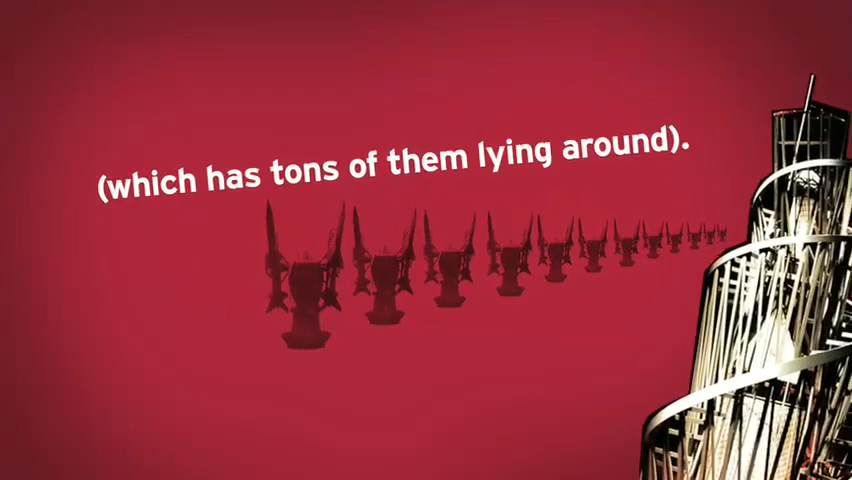 (which has tons of them lying around).